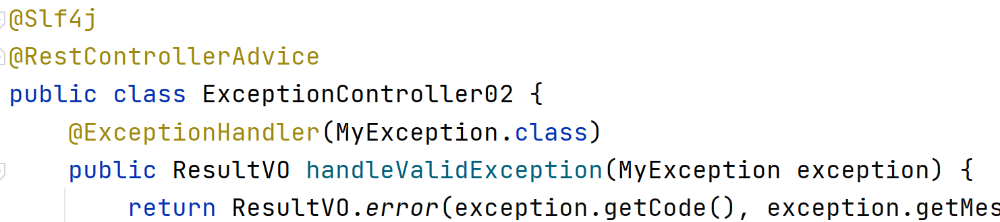 @Slf4j
@RestControllerAdvice
public class ExceptionController02 {
@ExceptionHandler(MyException.class)
public ResultVO handleValidException(MyException exception) {
return ResultVO.error(exception.getCode(), exception.getMes